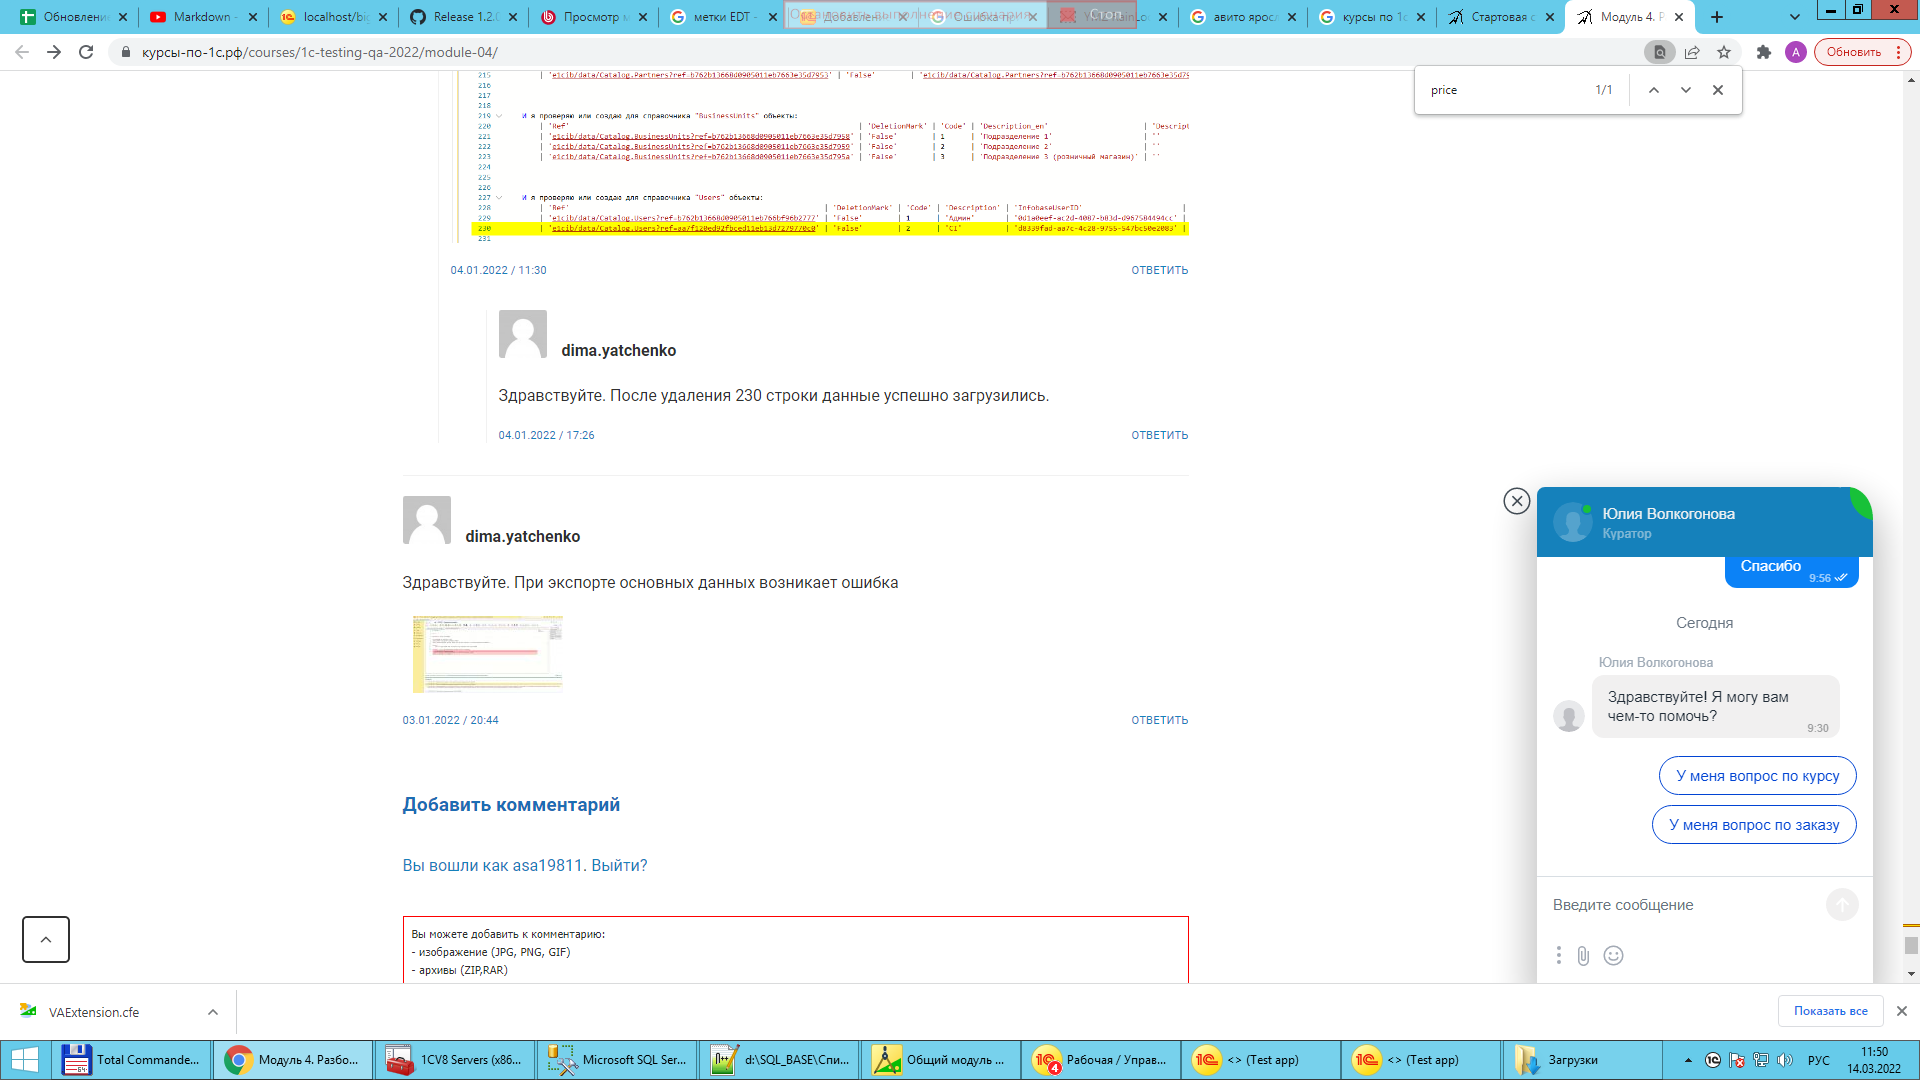 Обновлени
Markdown -
localhost/bi
Release 1.2.0
Просмотр м
метки EDT -
Добавлен
Ошибка пр
Стоп
авито ярос
курсы по 1с
Стартовая с
Модуль 4. Р
курсы-по-1с.рф/courses/1c-testing-qa-2022/module-04/
Обновить
price
1/1
215 | 'e1cib/data/Catalog.Partners?ref=b762b13668d0905011eb7663e35d7953' | 'False' | 'e1cib/data/Catalog.Partners?ref=b762b13668d0905011eb7663e35d79
216
217
218
219 И я проверяю или создаю для справочника "BusinessUnits" объекты:
220 | 'Ref' | 'DeletionMark' | 'Code' | 'Description_en' | 'Descript
221 | 'e1cib/data/Catalog.BusinessUnits?ref=b762b13668d0905011eb7663e35d7958' | 'False' | 1 | 'Подразделение 1' | ''
222 | 'e1cib/data/Catalog.BusinessUnits?ref=b762b13668d0905011eb7663e35d7959' | 'False' | 2 | 'Подразделение 2' | ''
223 | 'e1cib/data/Catalog.BusinessUnits?ref=b762b13668d0905011eb7663e35d795a' | 'False' | 3 | 'Подразделение 3 (розничный магазин)' | ''
224
225
226
227 И я проверяю или создаю для справочника "Users" объекты:
228 | 'Ref' | 'DeletionMark' | 'Code' | 'Description' | 'InfobaseUserID' |
229 | 'e1cib/data/Catalog.Users?ref=b762b13668d0905011eb766bf96b2777' | 'False' | 1 | 'Админ' | '0d1a0eef-ac2d-4087-b83d-d967584494cc' |
230 | 'e1cib/data/Catalog.Users?ref=aa7f120ed92fbced11eb13d7279770c0' | 'False' | 2 | 'CI' | 'd8339fad-aa7c-4c28-9755-547bc50e2083' |
231
04.01.2022 / 11:30
ОТВЕТИТЬ
dima.yatchenko
Здравствуйте. После удаления 230 строки данные успешно загрузились.
04.01.2022 / 17:26
ОТВЕТИТЬ
dima.yatchenko
Здравствуйте. При экспорте основных данных возникает ошибка
03.01.2022 / 20:44
ОТВЕТИТЬ
Добавить комментарий
Вы вошли как asa19811. Выйти?
Вы можете добавить к комментарию:
- изображение (JPG, PNG, GIF)
- архивы (ZIP,RAR)
Юлия Волкогонова
Куратор
Спасибо
9:56
Сегодня
Юлия Волкогонова
Здравствуйте! Я могу вам
чем-то помочь?
9:30
У меня вопрос по курсу
У меня вопрос по заказу
Введите сообщение
VAExtension.cfe
Показать все
Total Commande...
Модуль 4. Разбо...
1CV8 Servers (x86...
Microsoft SQL Ser...
d:\SQL_BASE\Спи...
Общий модуль ...
Рабочая / Управ...
<> (Test app)
<> (Test app)
Загрузки
РУС
11:50
14.03.2022